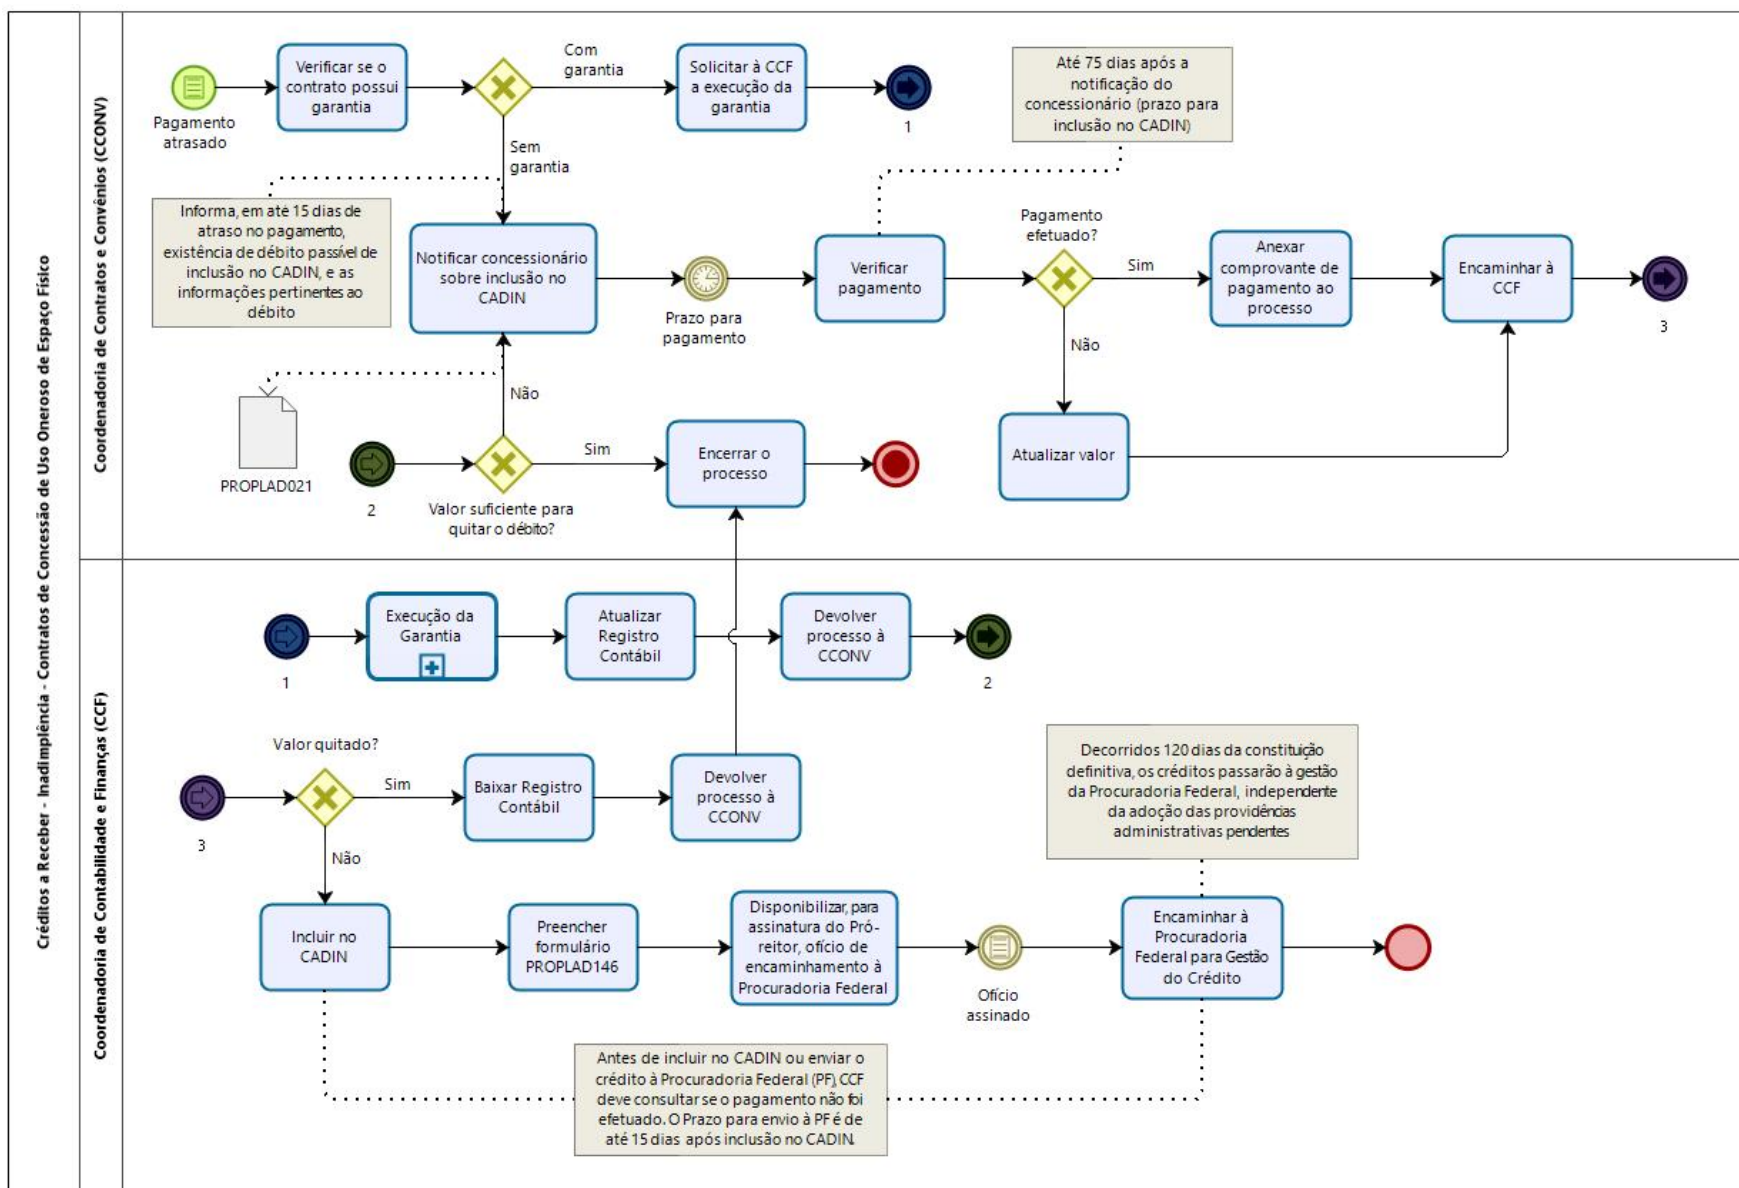 Créditos a Receber - Inadimplência - Contratos de Concessão de Uso Oneroso de Espaço Físico
Coordenadoria de Contratos e Convênios (CCONV)
Pagamento
atrasado
Verificar se o
contrato possui
garantia
Com
garantia
Solicitar à CCF
a execução da
garantia
1
Até 75 dias após a
notificação do
concessionário (prazo para
inclusão no CADIN)
Sem
garantia
Informa, em até 15 dias de
atraso no pagamento,
existência de débito passível de
inclusão no CADIN, e as
informações pertinentes ao
débito
Notificar concessionário
sobre inclusão no
CADIN
Prazo para
pagamento
Verificar
pagamento
Pagamento
efetuado?
Sim
Anexar
comprovante de
pagamento ao
processo
Encaminhar à
CCF
3
Não
Atualizar valor
PROPLAD021
Não
2
Valor suficiente para
quitar o débito?
Sim
Encerrar o
processo
Coordenadoria de Contabilidade e Finanças (CCF)
1
Execução da
Garantia
Atualizar
Registro
Contábil
Devolver
processo à
CCONV
2
Valor quitado?
3
Sim
Baixar Registro
Contábil
Devolver
processo à
CCONV
Decorridos 120 dias da constituição
definitiva, os créditos passarão à gestão
da Procuradoria Federal, independente
da adoção das providências
administrativas pendentes
Não
Incluir no
CADIN
Preencher
formulário
PROPLAD146
Disponibilizar, para
assinatura do Pró-
reitor, ofício de
encaminhamento à
Procuradoria Federal
Ofício
assinado
Encaminhar à
Procuradoria
Federal para Gestão
do Crédito
Antes de incluir no CADIN ou enviar o
crédito à Procuradoria Federal (PF), CCF
deve consultar se o pagamento não foi
efetuado. O Prazo para envio à PF é de
até 15 dias após inclusão no CADIN.